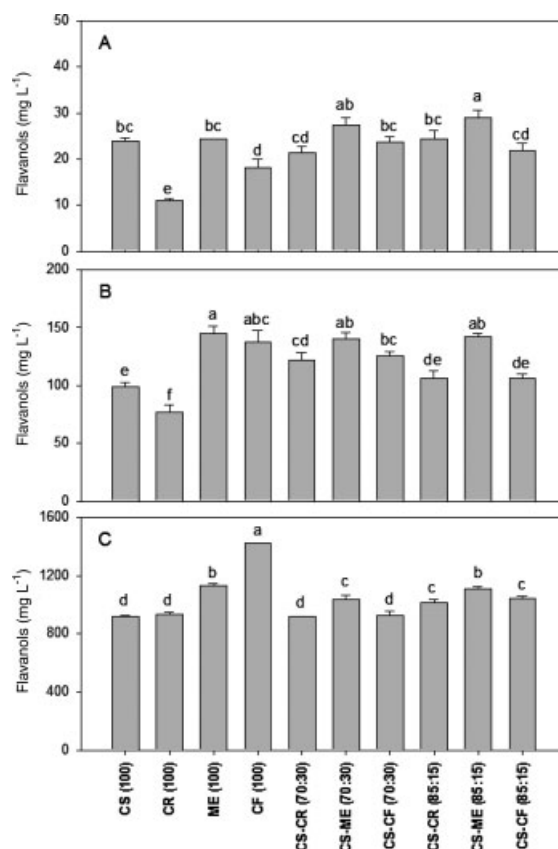 A
50
40
30
20
10
0
Flavanols (mg L⁻¹)
bc
e
bc
d
cd
ab
bc
bc
a
cd
B
200
150
100
50
0
Flavanols (mg L⁻¹)
e
f
a
abc
cd
ab
bc
de
ab
de
C
1600
1200
800
400
0
Flavanols (mg L⁻¹)
d
d
b
a
d
c
d
c
b
c
CS (100)
CR (100)
ME (100)
CF (100)
CS-CR (70:30)
CS-ME (70:30)
CS-CF (70:30)
CS-CR (85:15)
CS-ME (85:15)
CS-CF (85:15)